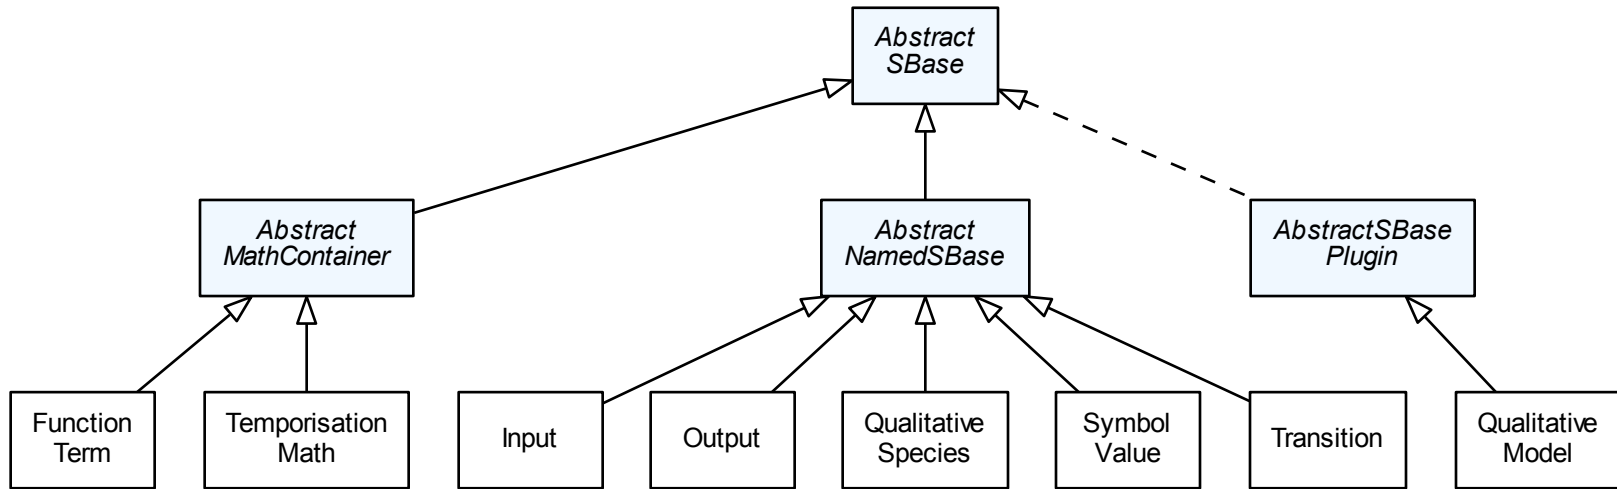 Abstract
SBase
Abstract
MathContainer
Abstract
NamedSBase
AbstractSBase
Plugin
Function
Term
Temporisation
Math
Input
Output
Qualitative
Species
Symbol
Value
Transition
Qualitative
Model